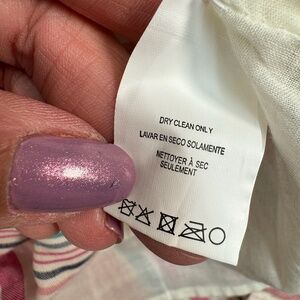 DRY CLEAN ONLY
LAVAR EN SECO SOLAMENTE
NETTOYER À SEC
SEULEMENT